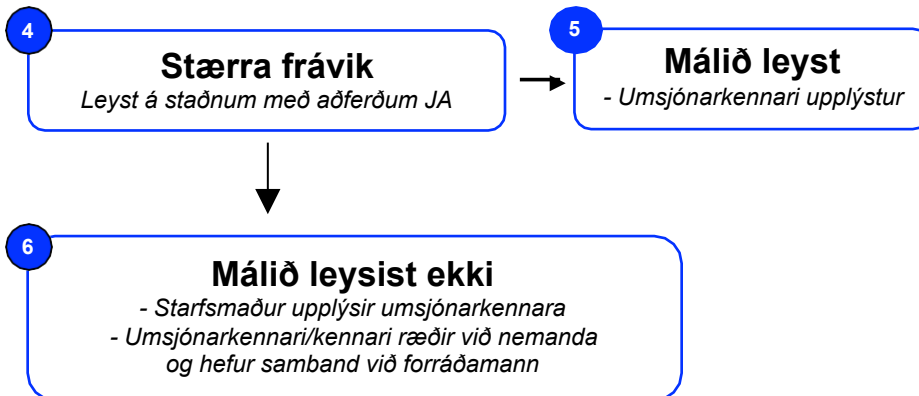 4
Stærra frávik
Leyst á staðnum með aðferðum JA
5
Málið leyst
- Umsjónarkennari upplýstur
6
Málið leysist ekki
- Starfsmaður upplýsir umsjónarkennara
- Umsjónarkennari/kennari ræðir við nemanda
og hefur samband við forráðamann